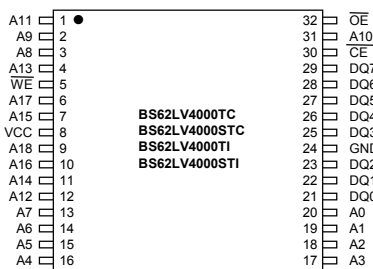 A11 1 32 OE
A9 2 31 A10
A8 3 30 CE
A13 4 29 DQ7
WE 5 28 DQ6
A17 6 27 DQ5
A15 7 BS62LV4000TC 26 DQ4
VCC 8 BS62LV4000STC 25 DQ3
A18 9 BS62LV4000TI 24 GND
A16 10 BS62LV4000STI 23 DQ2
A14 11 22 DQ1
A12 12 21 DQ0
A7 13 20 A0
A6 14 19 A1
A5 15 18 A2
A4 16 17 A3